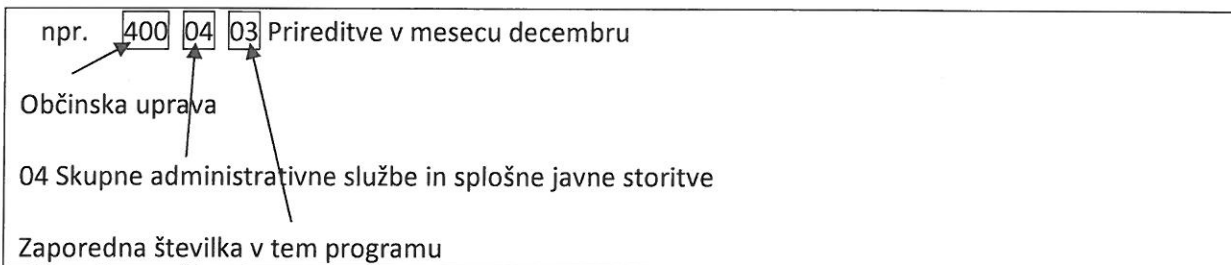 npr. 400 04 03 Prireditve v mesecu decembru
Občinska uprava
04 Skupne administrativne službe in splošne javne storitve
Zaporedna številka v tem programu